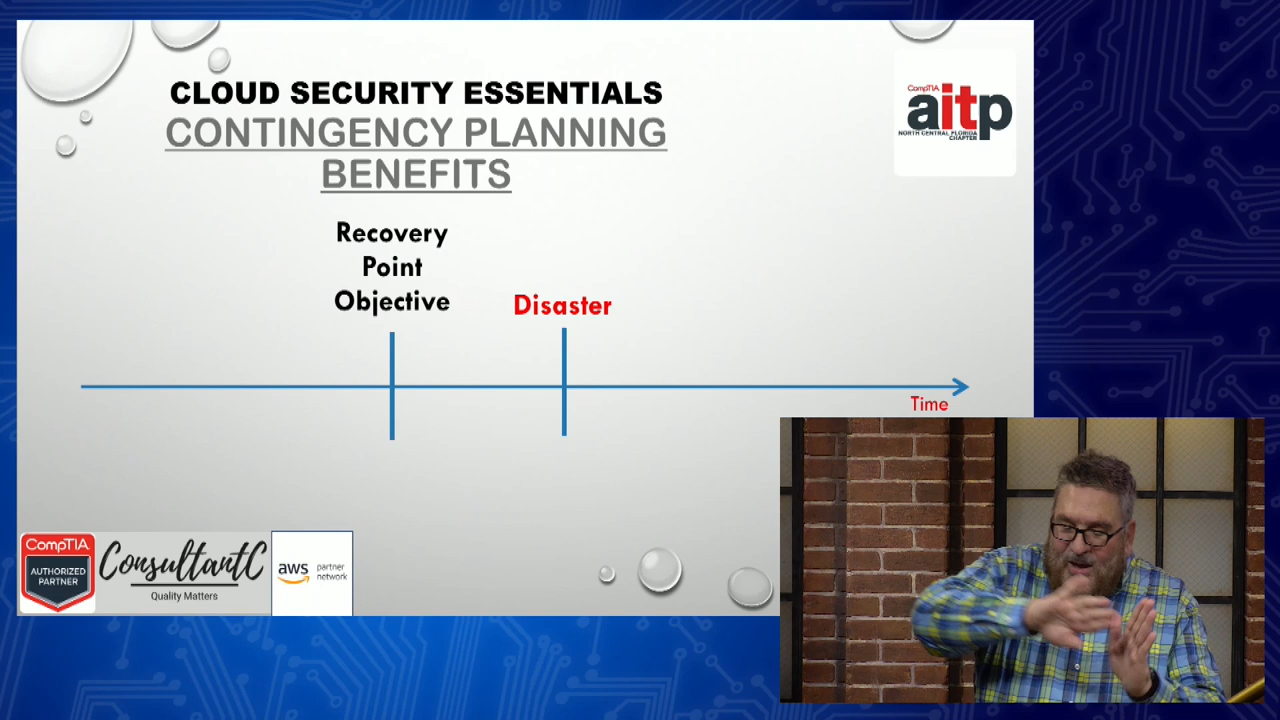 CLOUD SECURITY ESSENTIALS
CONTINGENCY PLANNING
BENEFITS
CompTIA
aitp
NORTH CENTRAL FLORIDA
CHAPTER
Recovery
Point
Objective
Disaster
Time
CompTIA
AUTHORIZED
PARTNER
ConsultantC
Quality Matters
aws
partner
network